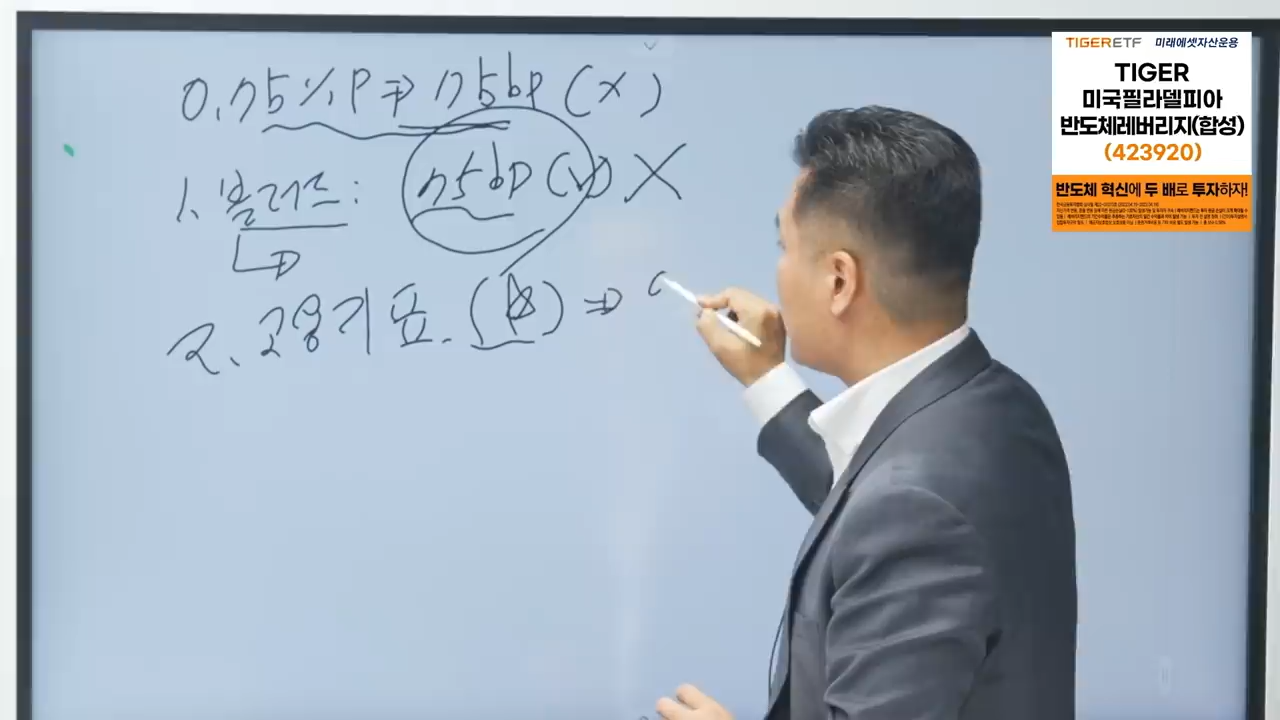 0.75%P ⇒ 75bp (X)
1. 불러드: 75bp (V) X
2. 고용지표. ( ) ⇒
TIGER ETF 미래에셋자산운용
TIGER
미국필라델피아
반도체레버리지(합성)
(423920)
반도체 혁신에 두 배로 투자하자!